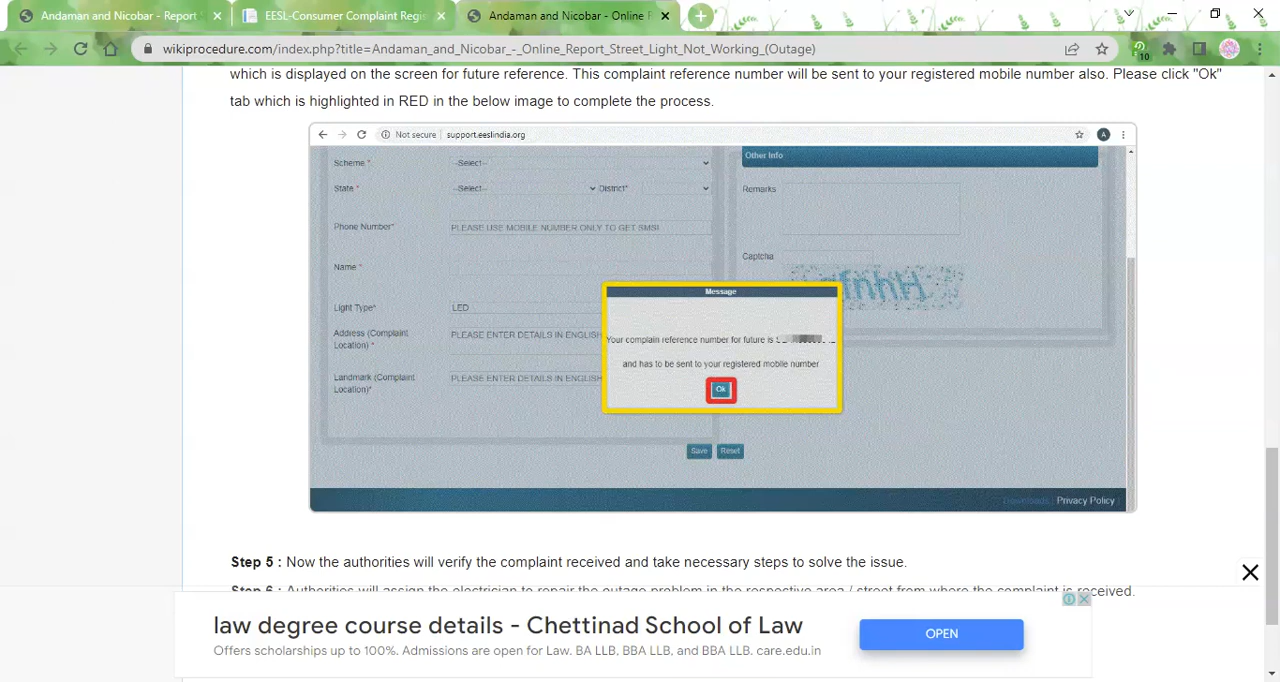 Andaman and Nicobar - Report
EESL-Consumer Complaint Regis
Andaman and Nicobar - Online F
wikiprocedure.com/index.php?title=Andaman_and_Nicobar_-_Online_Report_Street_Light_Not_Working_(Outage)
10
which is displayed on the screen for future reference. This complaint reference number will be sent to your registered mobile number also. Please click "Ok"
tab which is highlighted in RED in the below image to complete the process.
Not secure | support.eeslindia.org
A
Scheme * --Select--
Other Info
State * --Select-- District*
Remarks
Phone Number* PLEASE USE MOBILE NUMBER ONLY TO GET SMS!
Captcha
Name *
Message
Light Type* LED
Address (Complaint
Location) * PLEASE ENTER DETAILS IN ENGLISH
Your complain reference number for future is
and has to be sent to your registered mobile number
Landmark (Complaint
Location)* PLEASE ENTER DETAILS IN ENGLISH
Ok
Save Reset
Downloads | Privacy Policy
Step 5 : Now the authorities will verify the complaint received and take necessary steps to solve the issue.
Step 6 : Authorities will assign the electrician to repair the outage problem in the respective area / street from where the complaint is received.
law degree course details - Chettinad School of Law
Offers scholarships up to 100%. Admissions are open for Law. BA LLB, BBA LLB, and BBA LLB. care.edu.in
OPEN